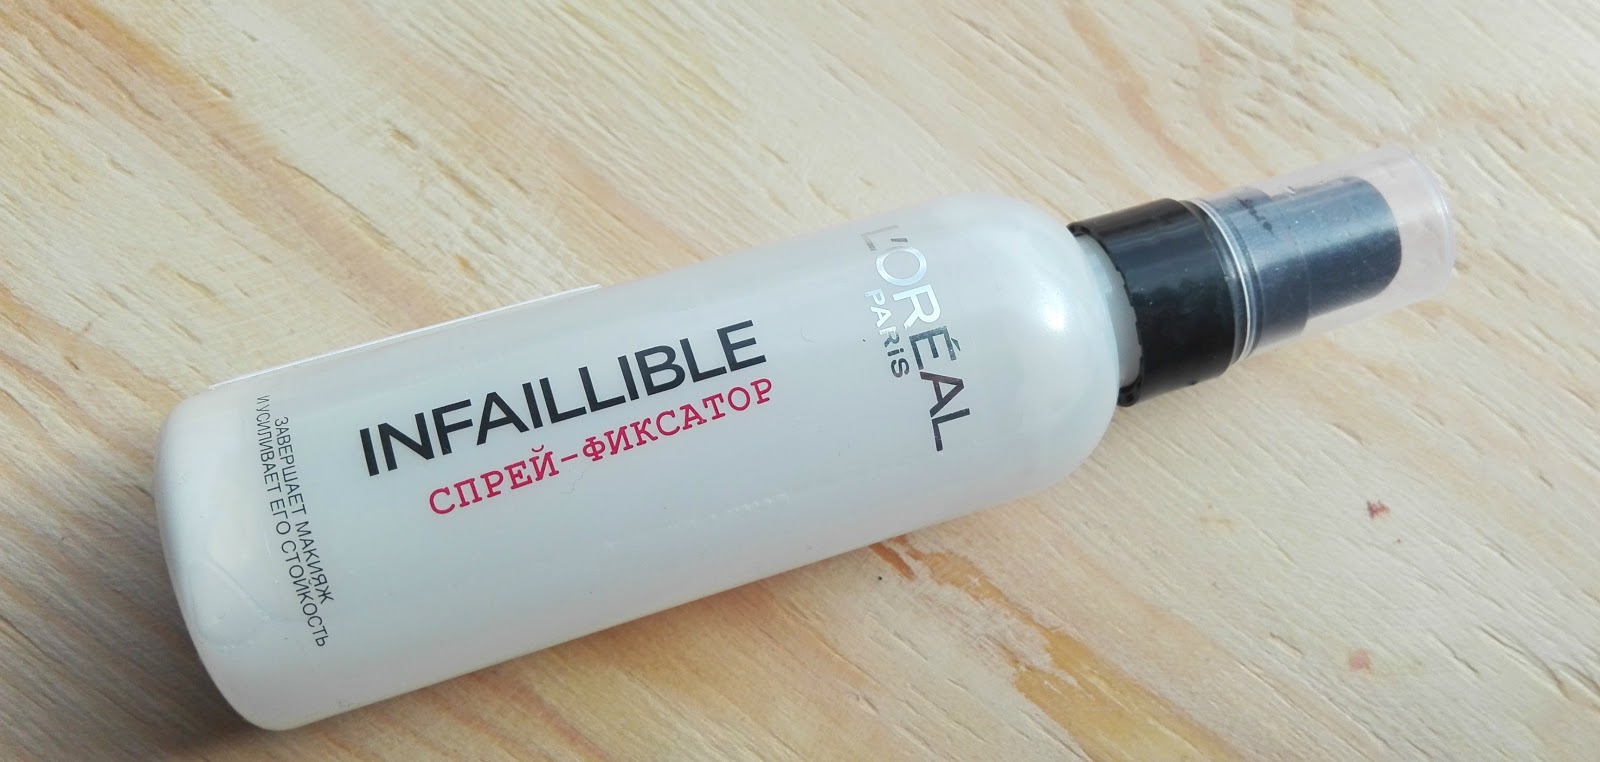 L'ORÉAL
PARIS
INFAILLIBLE
СПРЕЙ-ФИКСАТОР
ЗАВЕРШАЕТ МАКИЯЖ
И УСИЛИВАЕТ ЕГО СТОЙКОСТЬ